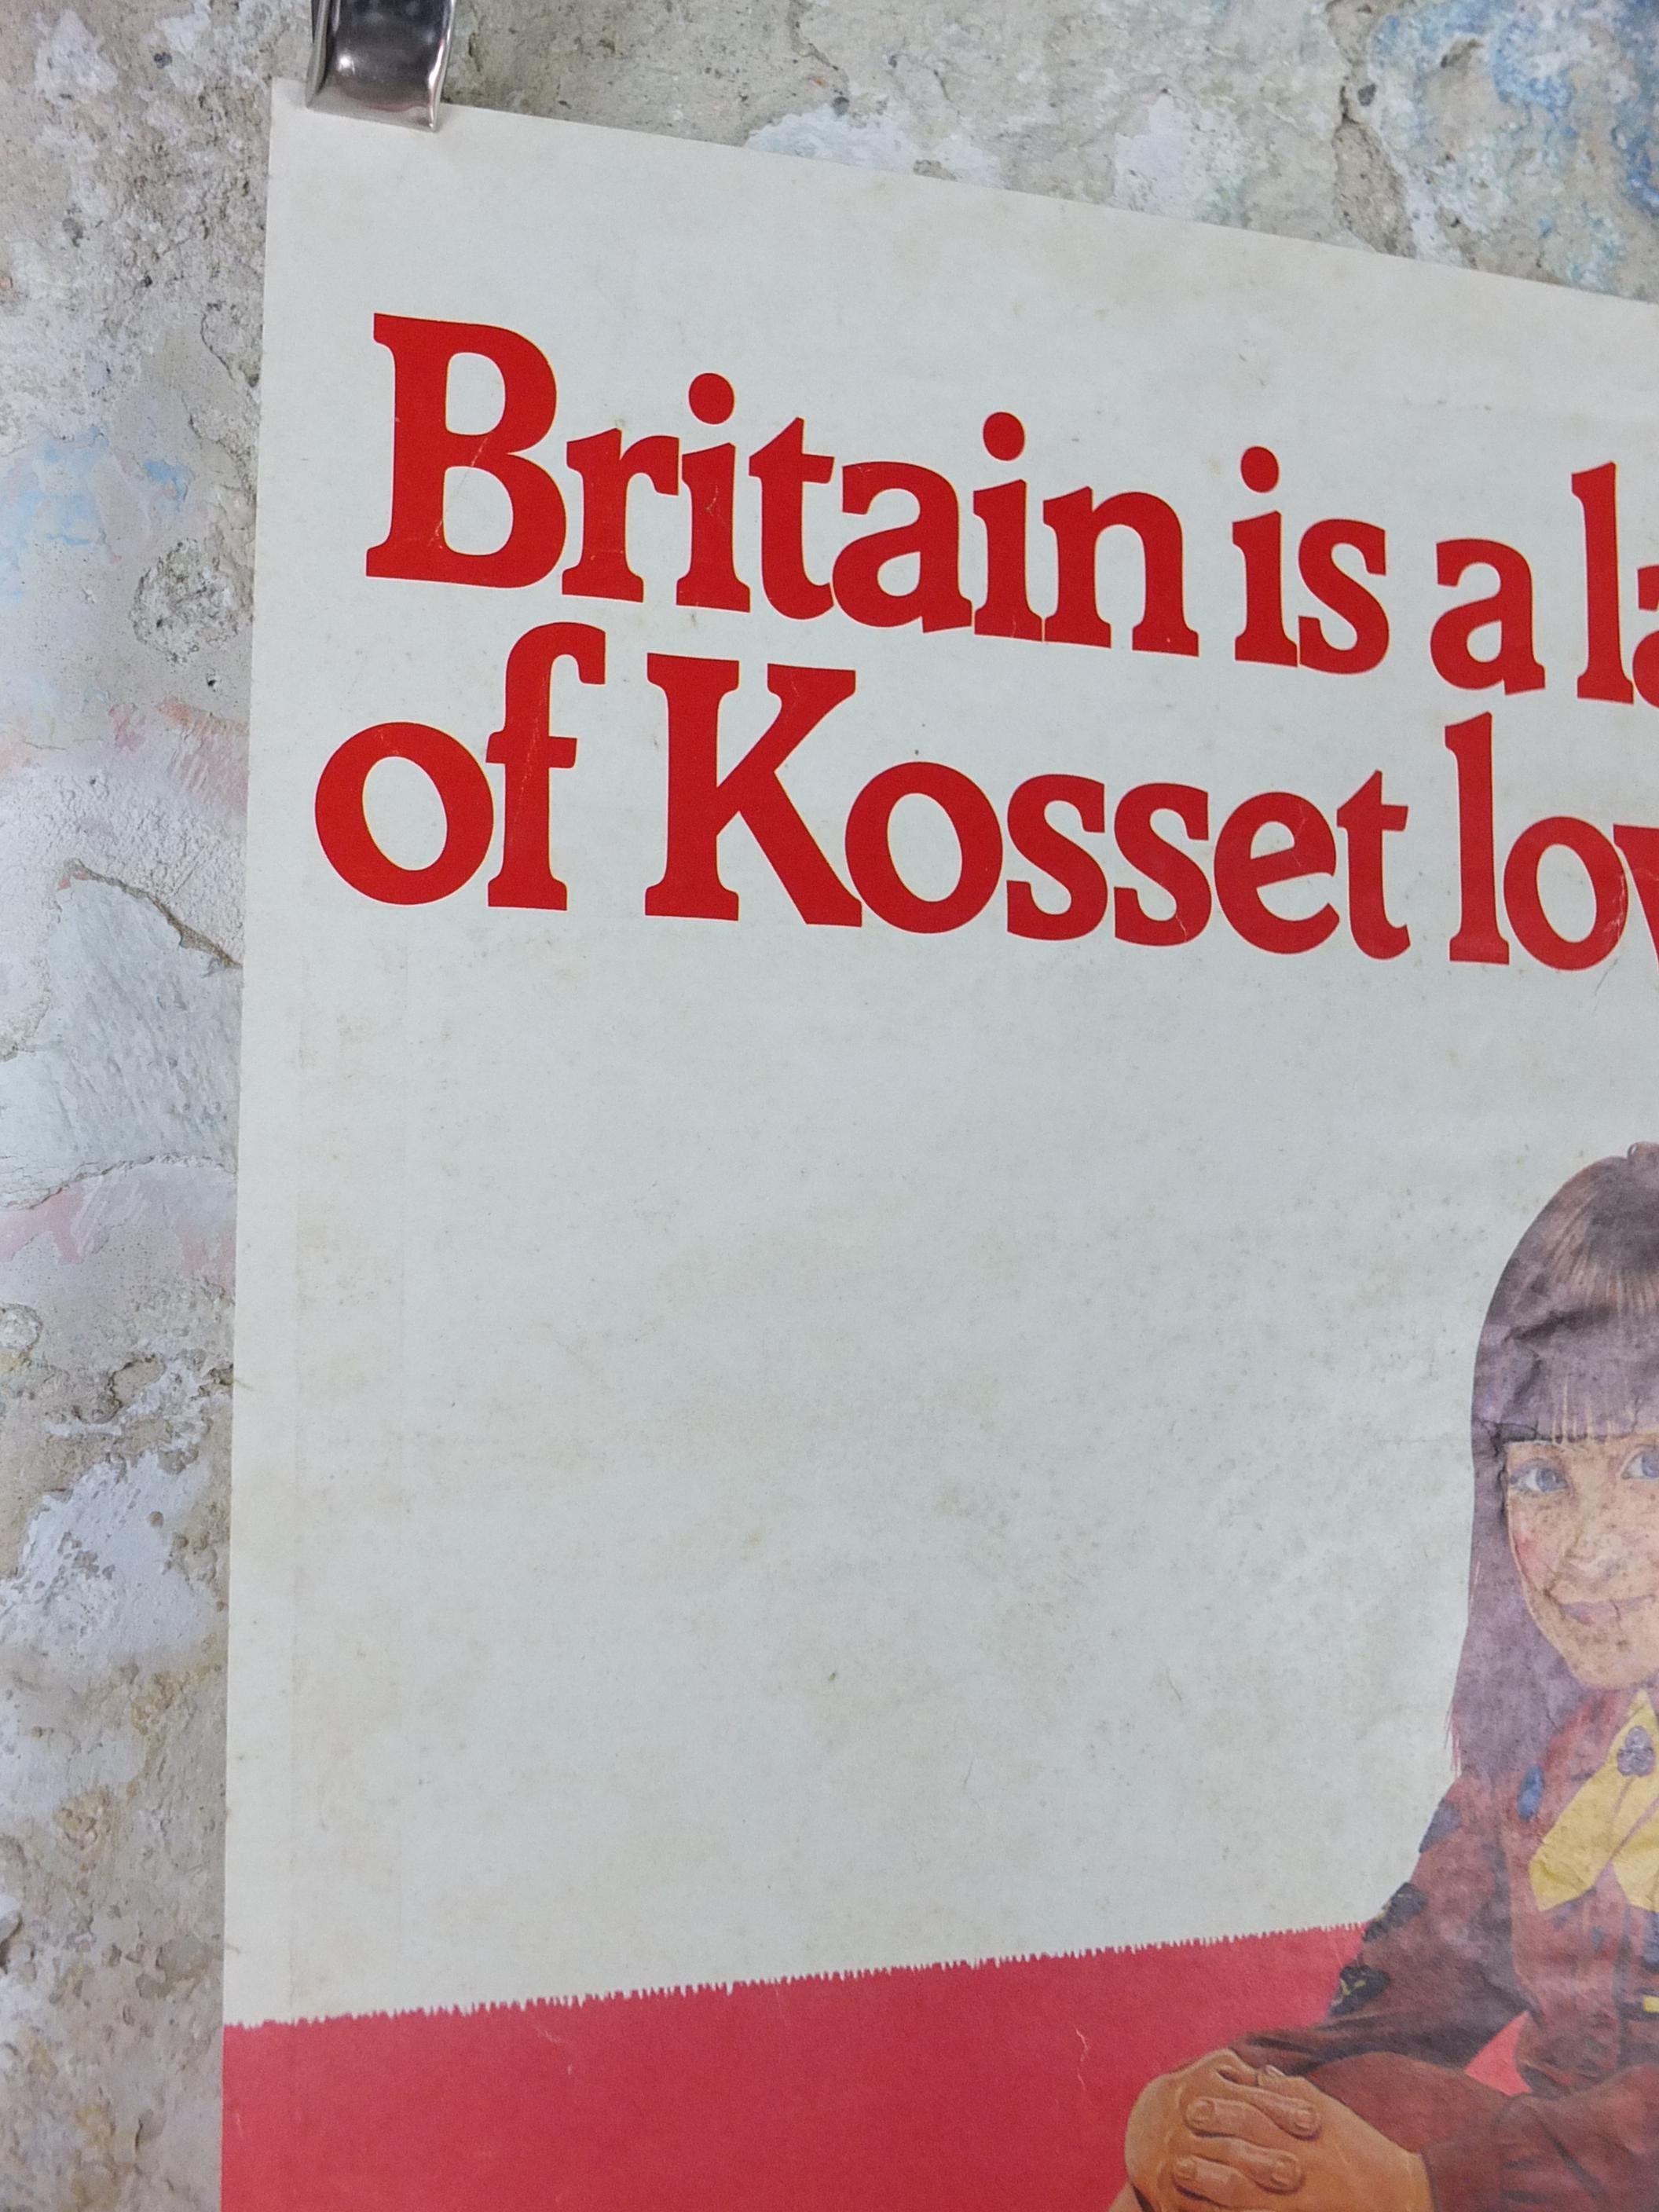 Britain is a la
of Kosset lov